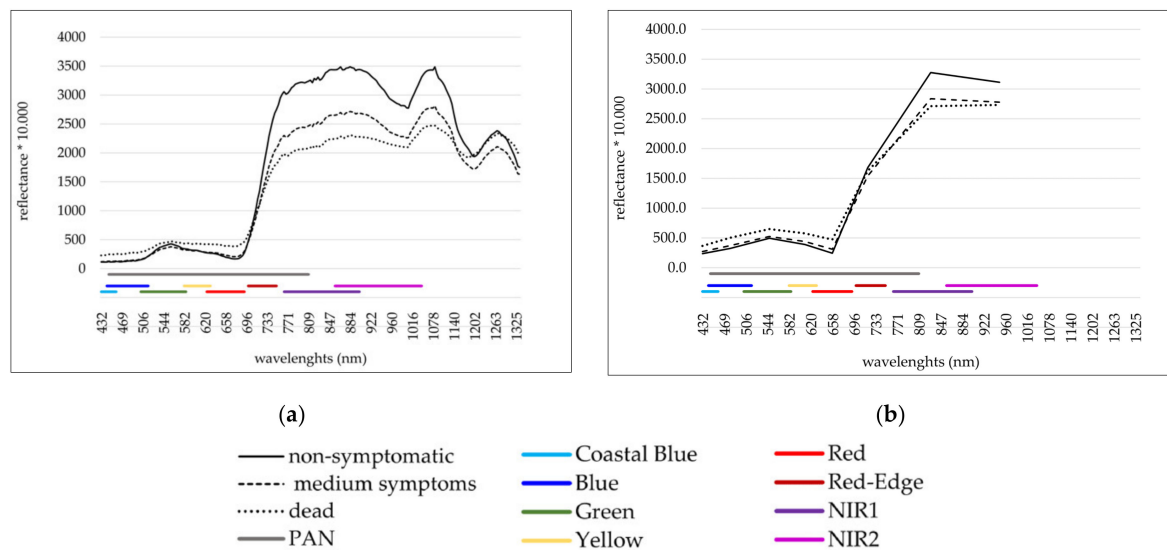 4000
3500
3000
2500
2000
1500
1000
500
0
reflectance * 10.000
432 469 506 544 582 620 658 696 733 771 809 847 884 922 960 1016 1078 1140 1201 1263 1325
wavelenghts (nm)
(a)
4000.0
3500.0
3000.0
2500.0
2000.0
1500.0
1000.0
500.0
0.0
reflectance * 10.000
432 469 506 544 582 620 658 696 733 771 809 847 884 922 960 1016 1078 1140 1201 1263 1325
wavelenghts (nm)
(b)
non-symptomatic
medium symptoms
dead
PAN
Coastal Blue
Blue
Green
Yellow
Red
Red-Edge
NIR1
NIR2